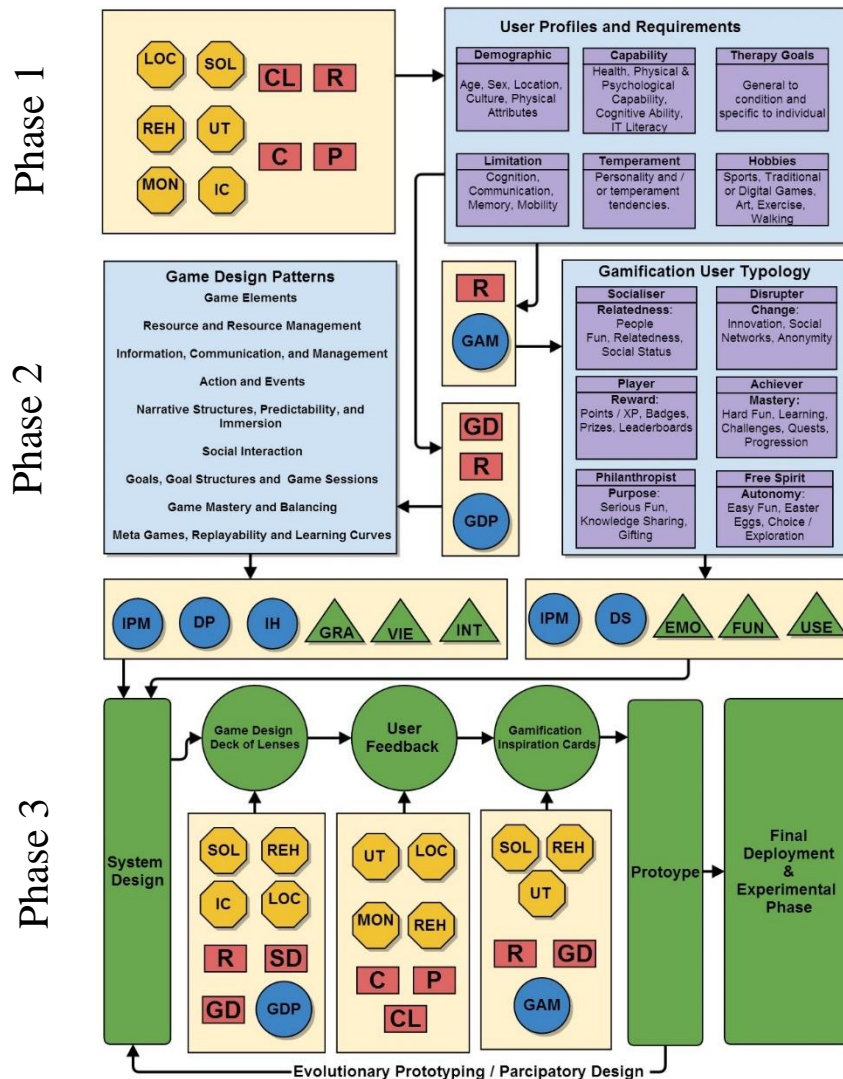 Phase 1
LOC
SOL
CL
R
REH
UT
C
P
MON
IC
User Profiles and Requirements
Demographic
Age, Sex, Location,
Culture, Physical
Attributes
Capability
Health, Physical &
Psychological
Capability,
Cognitive Ability,
IT Literacy
Therapy Goals
General to
condition and
specific to individual
Limitation
Cognition,
Communication,
Memory, Mobility
Temperament
Personality and /
or temperament
tendencies.
Hobbies
Sports, Traditional
or Digital Games,
Art, Exercise,
Walking
Phase 2
Game Design Patterns
Game Elements
Resource and Resource Management
Information, Communication, and Management
Action and Events
Narrative Structures, Predictability, and
Immersion
Social Interaction
Goals, Goal Structures and Game Sessions
Game Mastery and Balancing
Meta Games, Replayability and Learning Curves
R
GAM
GD
R
GDP
Gamification User Typology
Socialiser
Relatedness:
People
Fun, Relatedness,
Social Status
Disrupter
Change:
Innovation, Social
Networks, Anonymity
Player
Reward:
Points / XP, Badges,
Prizes, Leaderboards
Achiever
Mastery:
Hard Fun, Learning,
Challenges, Quests,
Progression
Philanthropist
Purpose:
Serious Fun,
Knowledge Sharing,
Gifting
Free Spirit
Autonomy:
Easy Fun, Easter
Eggs, Choice /
Exploration
IPM
DP
IH
GRA
VIE
INT
IPM
DS
EMO
FUN
USE
Phase 3
System
Design
Game Design
Deck of Lenses
User
Feedback
Gamification
Inspiration Cards
Protoype
Final
Deployment
&
Experimental
Phase
SOL
REH
IC
LOC
R
SD
GD
GDP
UT
LOC
MON
REH
C
P
CL
SOL
REH
UT
R
GD
GAM
Evolutionary Prototyping / Parcipatory Design